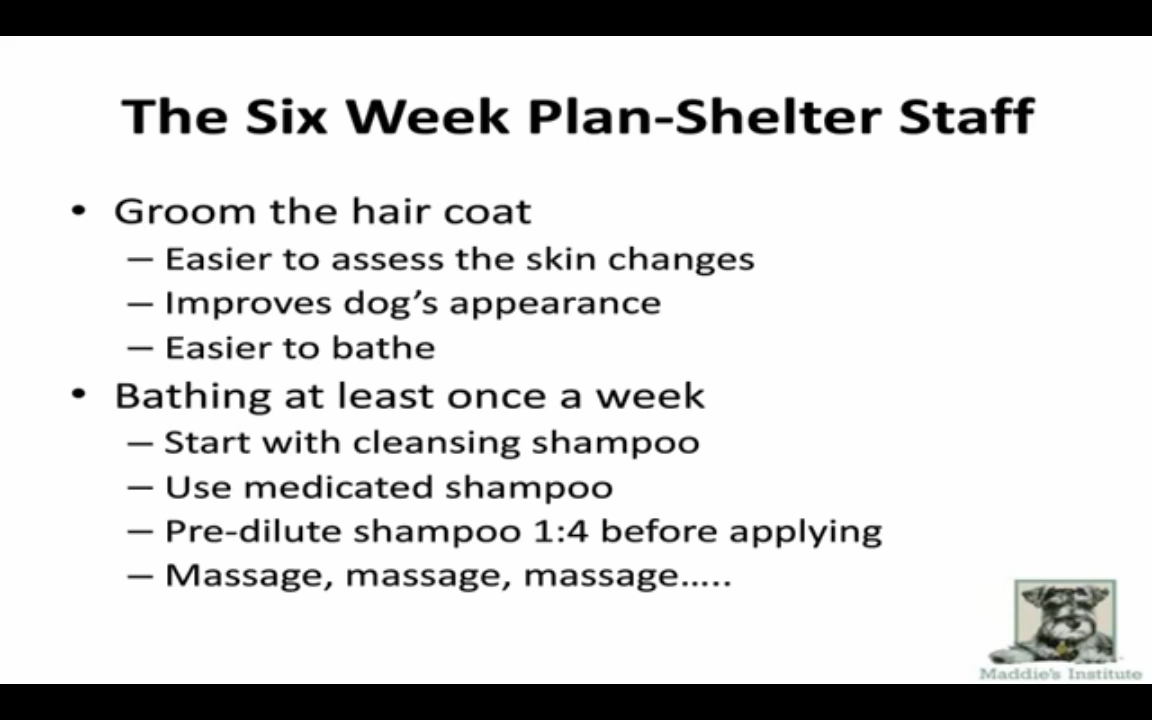 The Six Week Plan-Shelter Staff
• Groom the hair coat
– Easier to assess the skin changes
– Improves dog's appearance
– Easier to bathe
• Bathing at least once a week
– Start with cleansing shampoo
– Use medicated shampoo
– Pre-dilute shampoo 1:4 before applying
– Massage, massage, massage…..
Maddie's Institute